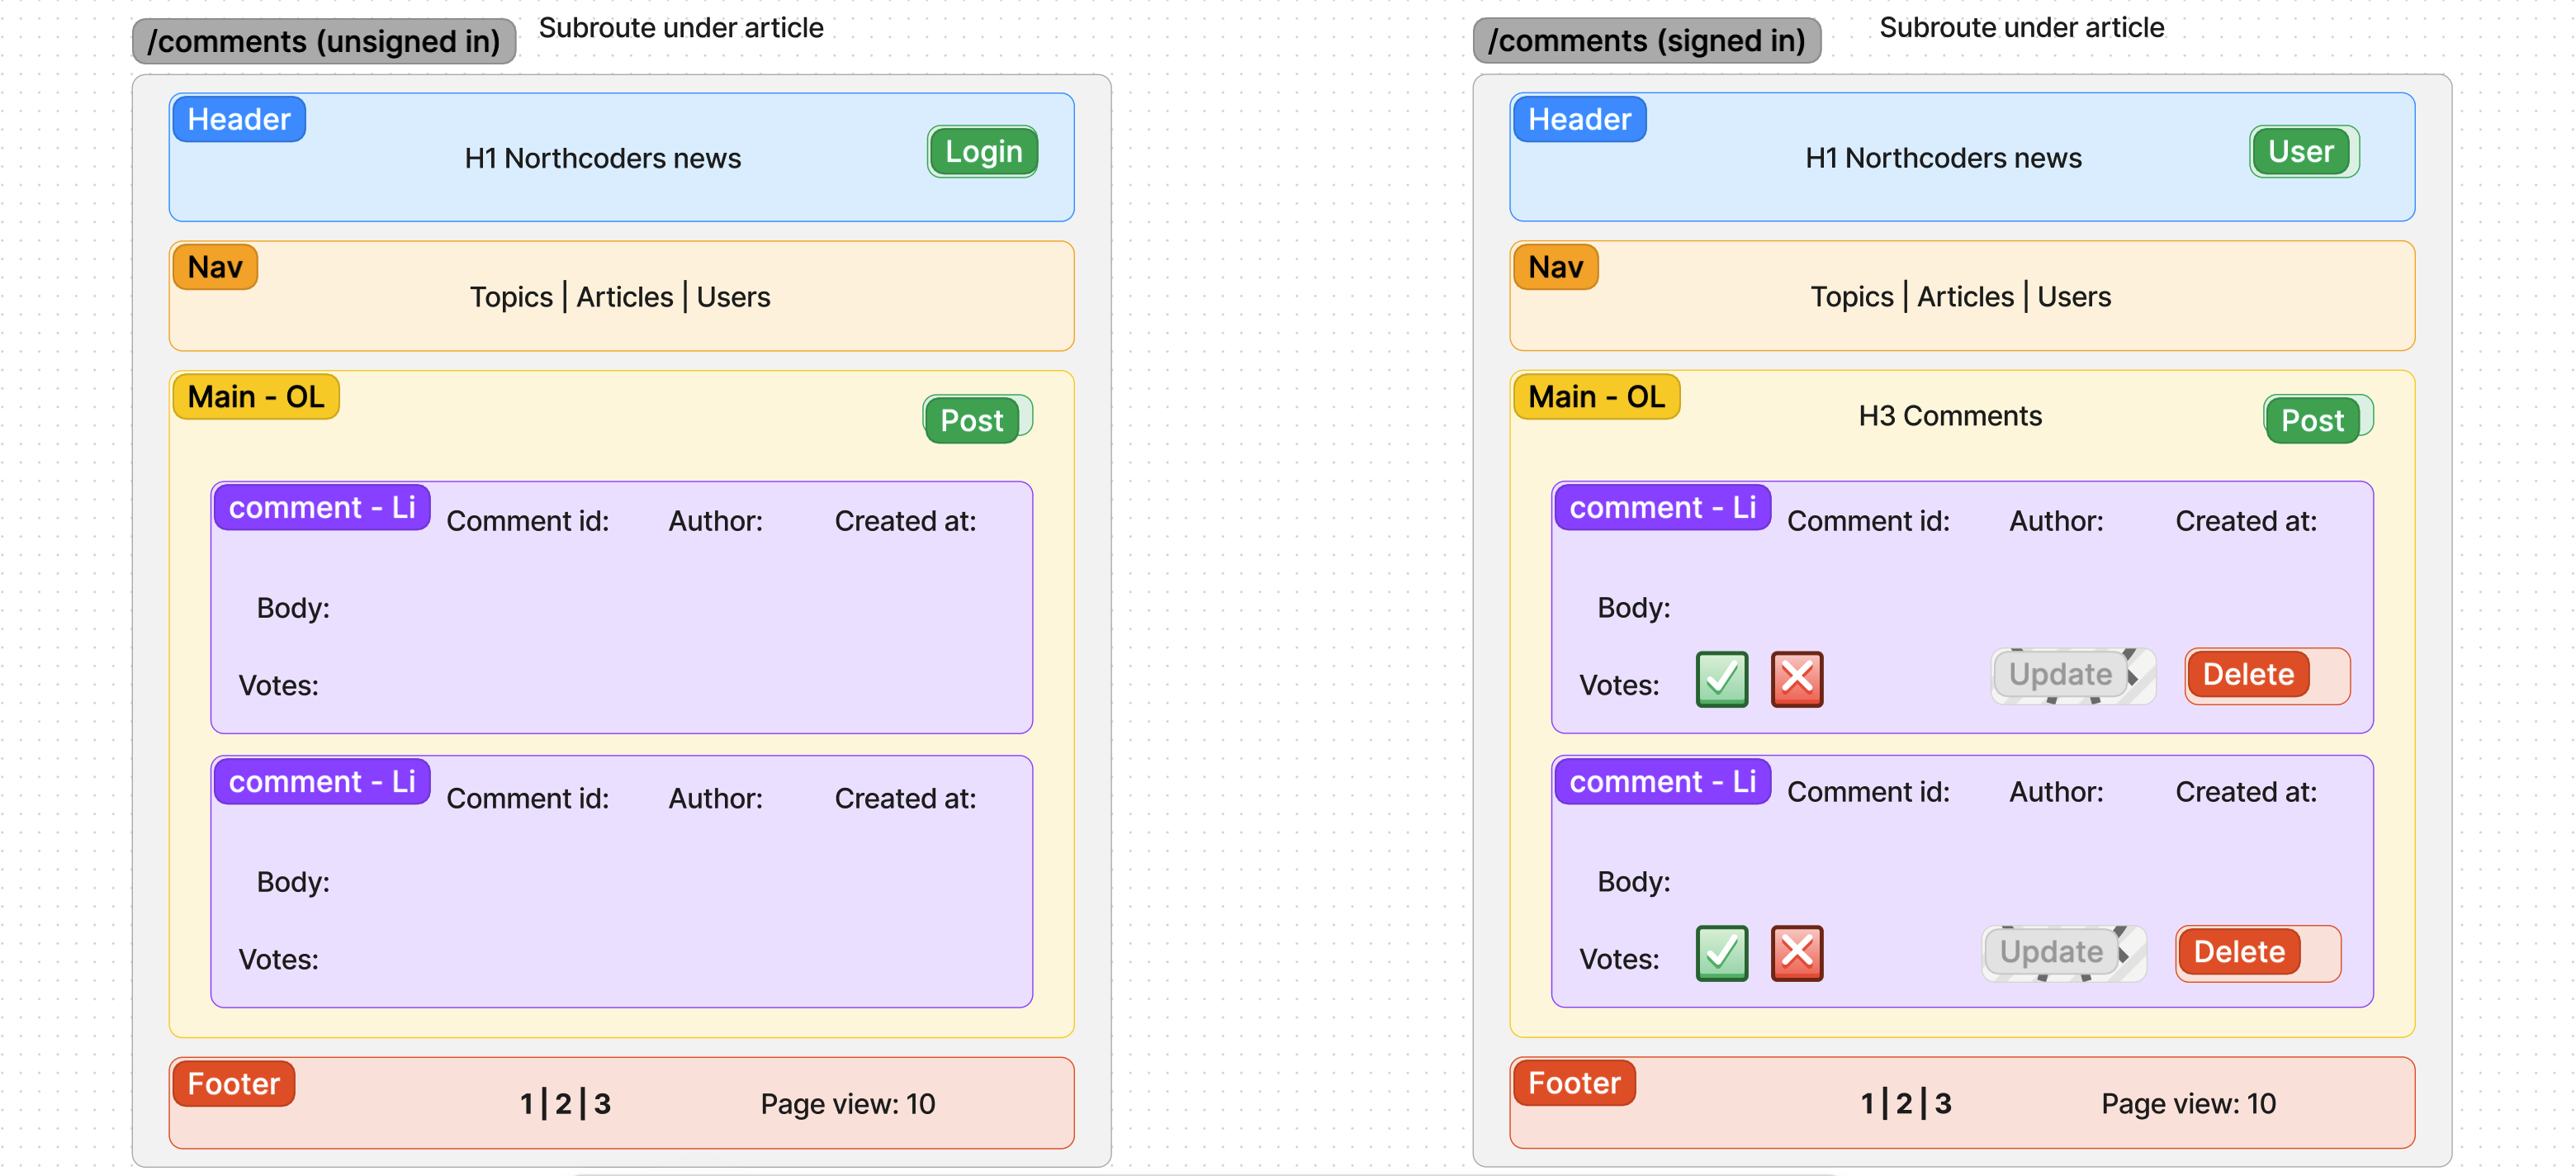 /comments (unsigned in)
Subroute under article
Header
H1 Northcoders news
Login
Nav
Topics | Articles | Users
Main - OL
Post
comment - Li
Comment id: Author: Created at:
Body:
Votes:
comment - Li
Comment id: Author: Created at:
Body:
Votes:
Footer
1 | 2 | 3
Page view: 10
/comments (signed in)
Subroute under article
Header
H1 Northcoders news
User
Nav
Topics | Articles | Users
Main - OL
H3 Comments
Post
comment - Li
Comment id: Author: Created at:
Body:
Votes:
Update
Delete
comment - Li
Comment id: Author: Created at:
Body:
Votes:
Update
Delete
Footer
1 | 2 | 3
Page view: 10